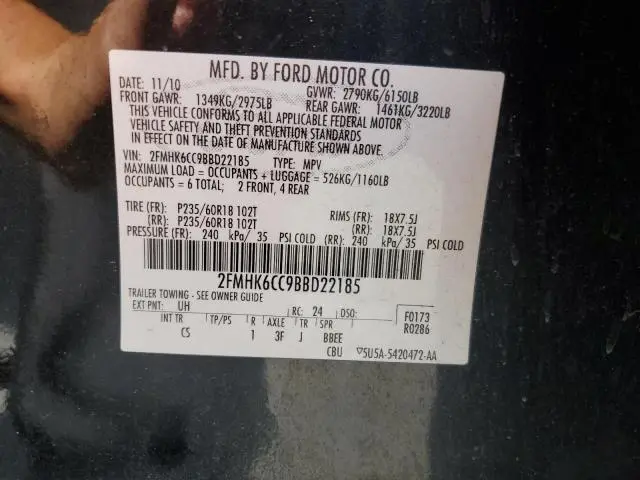 MFD. BY FORD MOTOR CO.
DATE: 11/10 GVWR: 2790KG/6150LB
FRONT GAWR: 1349KG/2975LB REAR GAWR: 1461KG/3220LB
THIS VEHICLE CONFORMS TO ALL APPLICABLE FEDERAL MOTOR
VEHICLE SAFETY AND THEFT PREVENTION STANDARDS
IN EFFECT ON THE DATE OF MANUFACTURE SHOWN ABOVE.
VIN: 2FMHK6CC9BBD22185 TYPE: MPV
MAXIMUM LOAD = OCCUPANTS + LUGGAGE = 526KG/1160LB
OCCUPANTS = 6 TOTAL; 2 FRONT, 4 REAR
TIRE (FR): P235/60R18 102T RIMS (FR): 18X7.5J
(RR): P235/60R18 102T (RR): 18X7.5J
PRESSURE (FR): 240 kPa/ 35 PSI COLD (RR): 240 kPa/ 35 PSI COLD
2FMHK6CC9BBD22185
TRAILER TOWING - SEE OWNER GUIDE
EXT PNT: UH RC: 24 DSO: F0173
INT TR TP/PS R AXLE TR SPR R0286
CS 1 3F J BBEE
CBU 5U5A-5420472-AA